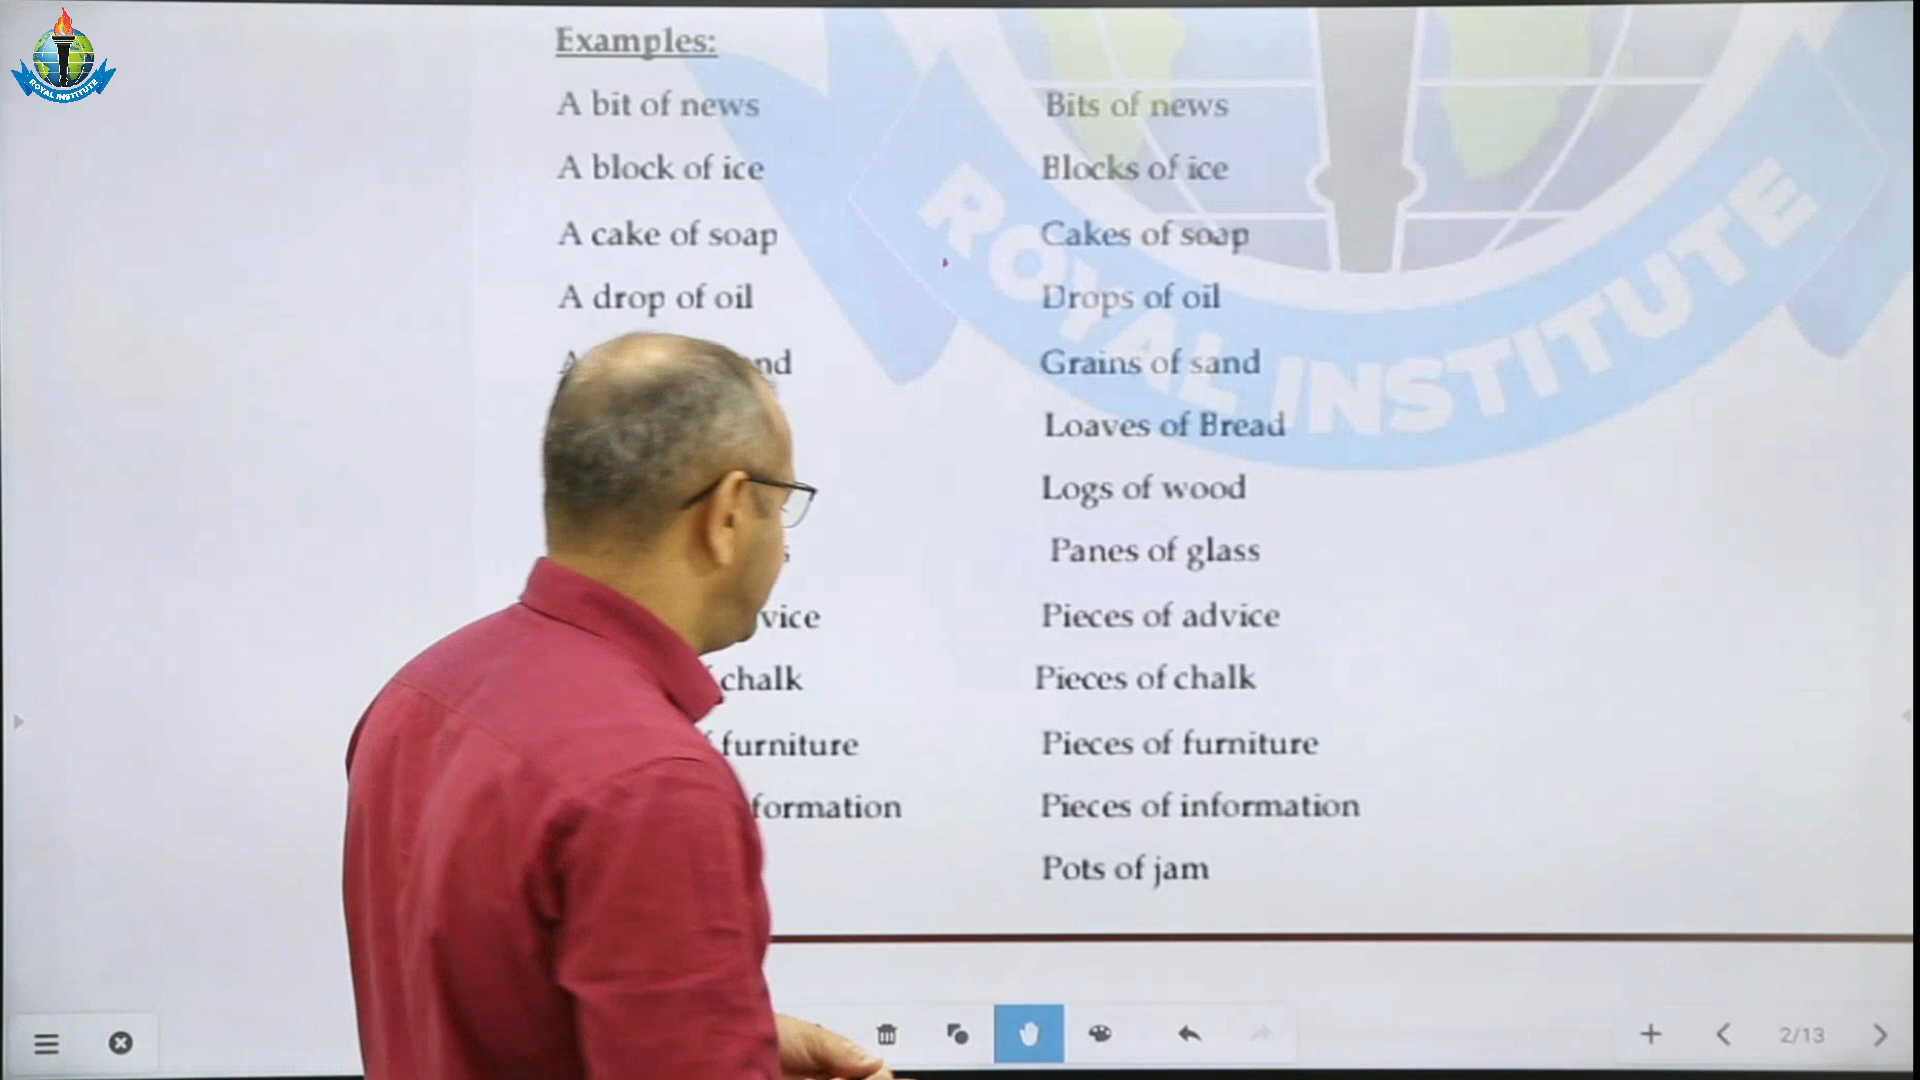 ROYAL INSTITUTE
Examples:
A bit of news Bits of news
A block of ice Blocks of ice
A cake of soap Cakes of soap
A drop of oil Drops of oil
A Grains of sand
Loaves of Bread
Logs of wood
Panes of glass
Pieces of advice
chalk Pieces of chalk
furniture Pieces of furniture
Pieces of information
Pots of jam
ROYAL INSTITUTE
2/13